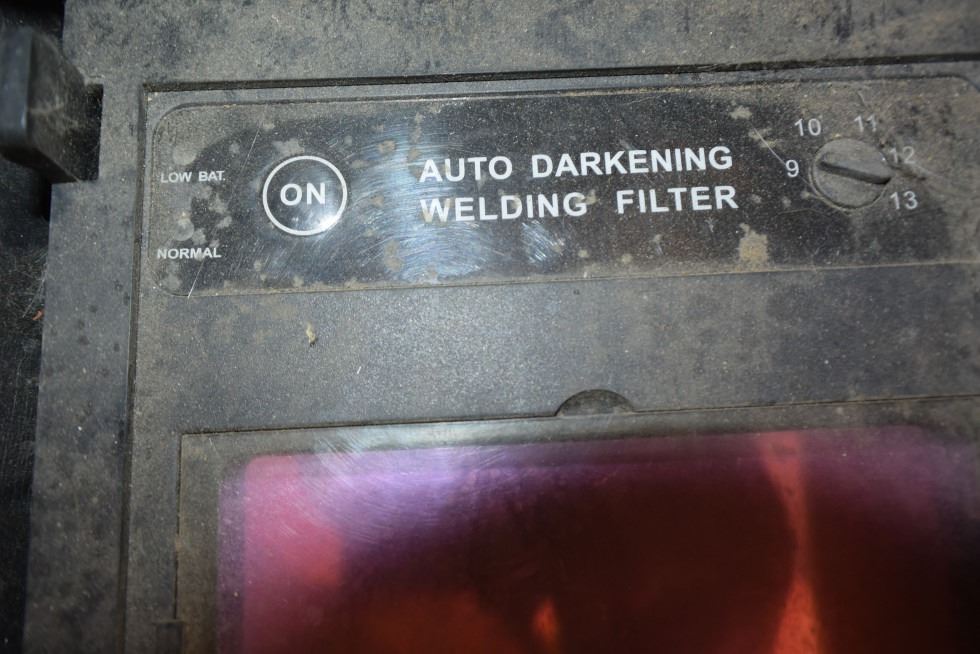 LOW BAT.
ON
NORMAL
AUTO DARKENING
WELDING FILTER
9 10 11 12 13